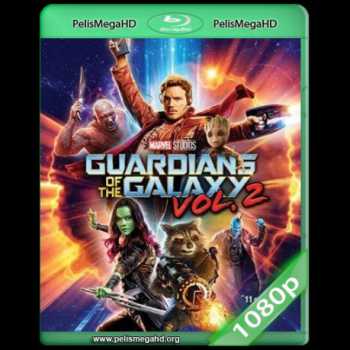 PelisMegaHD
PelisMegaHD
MARVEL STUDIOS
GUARDIANS
OF THE GALAXY
VOL. 2
1080p
www.pelismegahd.org